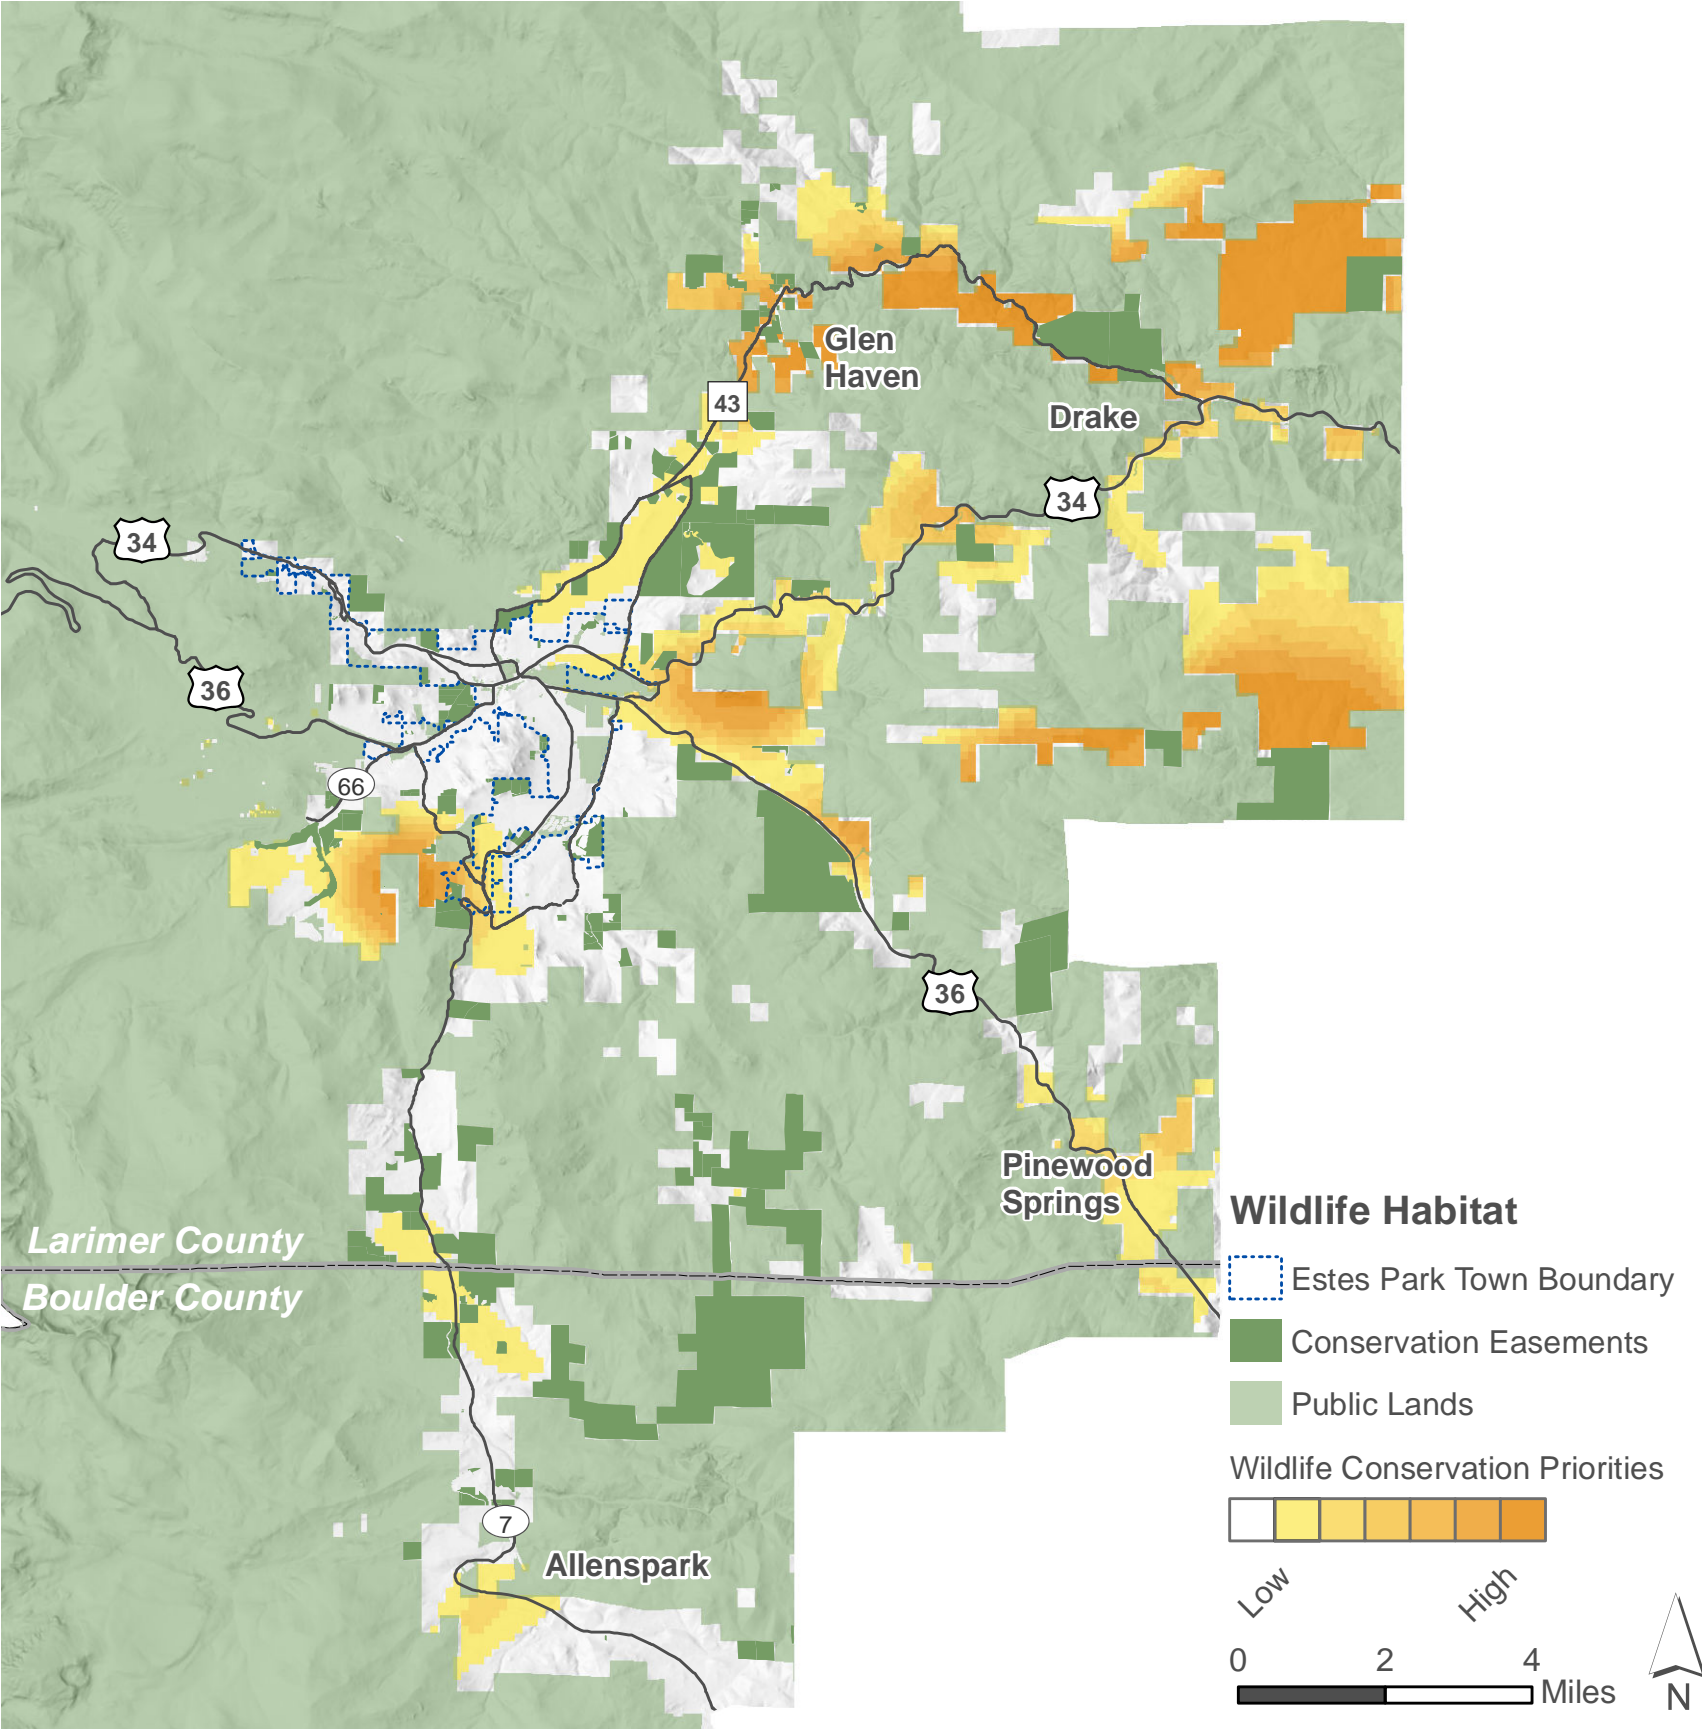 Glen
Haven
43
Drake
34
34
36
66
36
Pinewood
Springs
Larimer County
Boulder County
7
Allenspark
Wildlife Habitat
Estes Park Town Boundary
Conservation Easements
Public Lands
Wildlife Conservation Priorities
Low
High
0 2 4
Miles
N